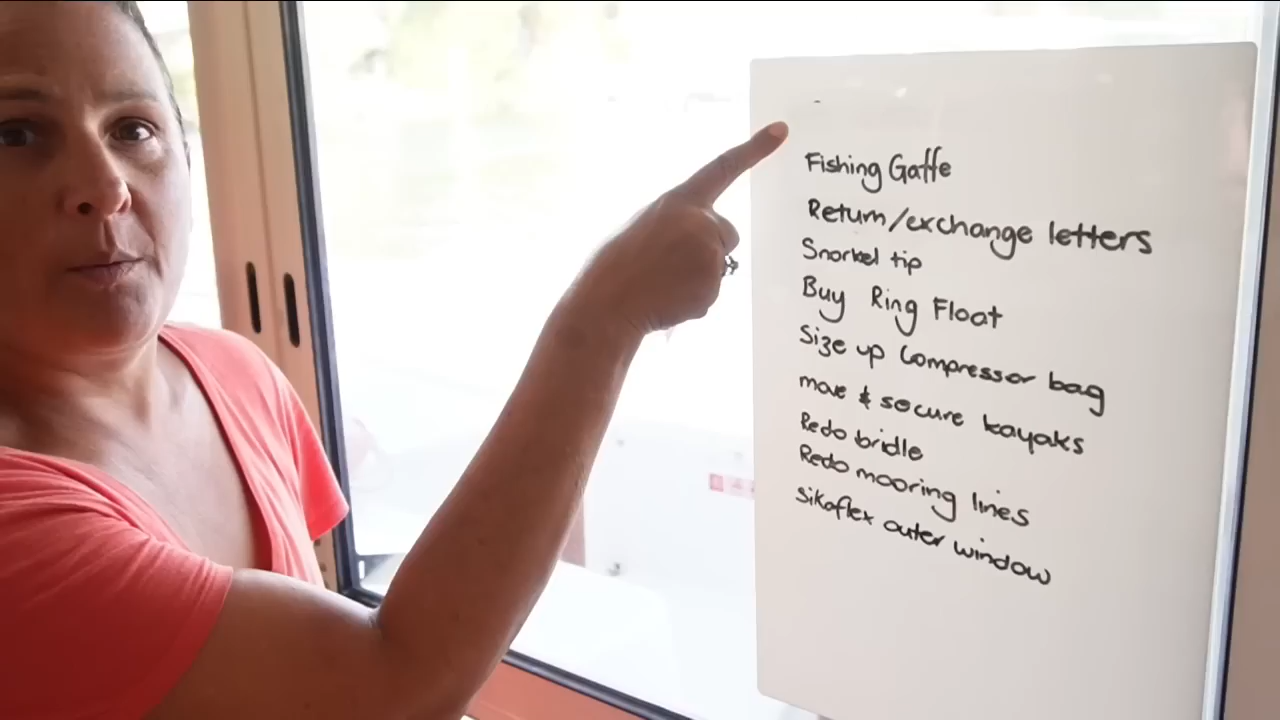 Fishing Gaffe
Return/exchange letters
Snorkel tip
Buy Ring Float
Size up Compressor bag
move & secure kayaks
Redo bridle
Redo mooring lines
Sikaflex outer window